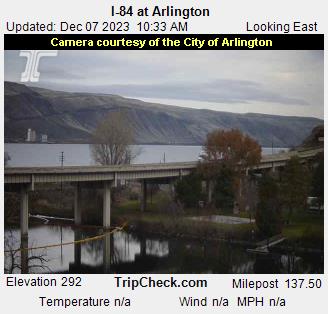 I-84 at Arlington
Updated: Dec 07 2023 10:33 AM Looking East
Camera courtesy of the City of Arlington
Elevation 292 TripCheck.com Milepost 137.50
Temperature n/a Wind n/a MPH n/a